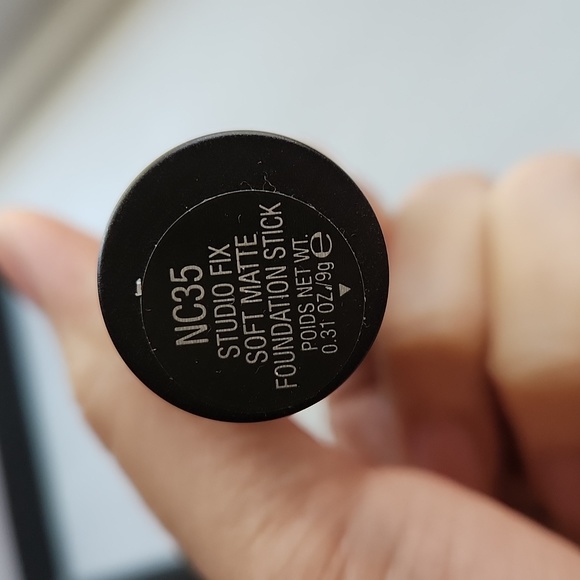 NC35
STUDIO FIX
SOFT MATTE
FOUNDATION STICK
POIDS NET WT.
0.31 OZ./9g e